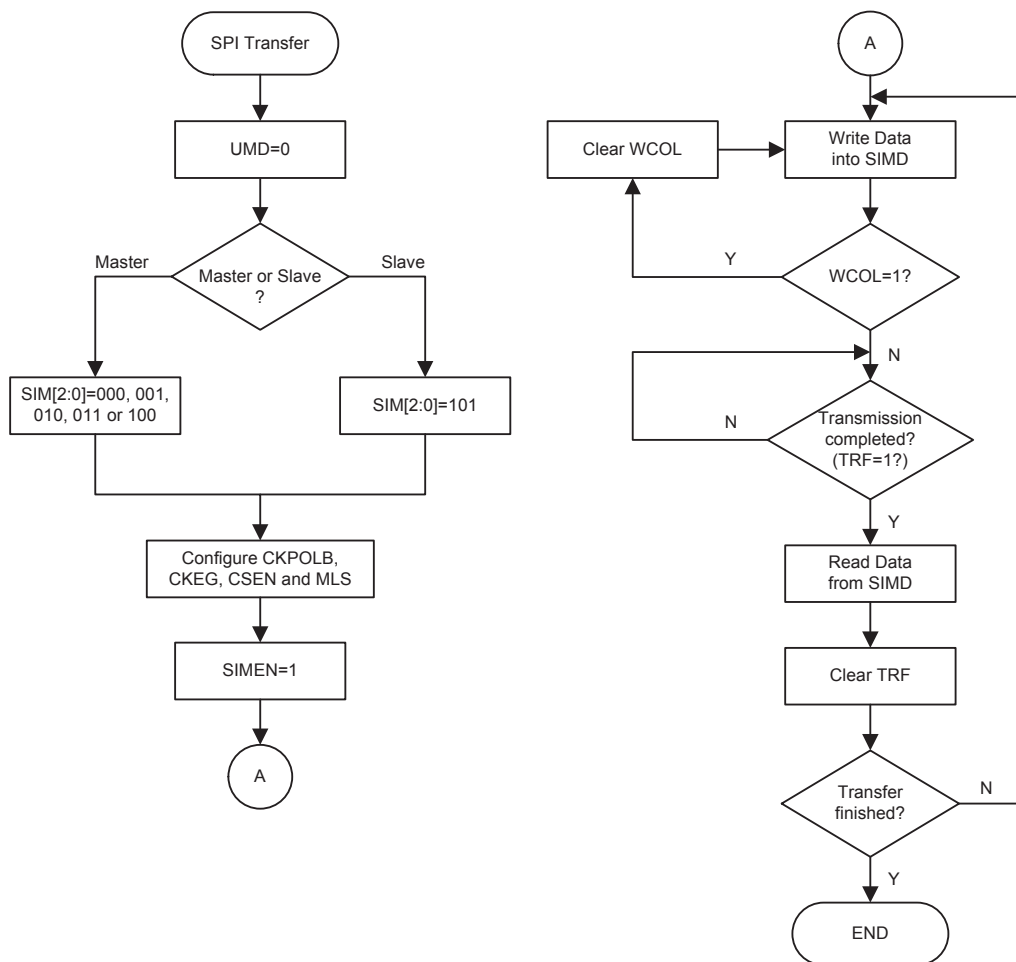 SPI Transfer
UMD=0
Master
Master or Slave
?
Slave
SIM[2:0]=000, 001,
010, 011 or 100
SIM[2:0]=101
Configure CKPOLB,
CKEG, CSEN and MLS
SIMEN=1
A
A
Clear WCOL
Write Data
into SIMD
Y
WCOL=1?
N
N
Transmission
completed?
(TRF=1?)
Y
Read Data
from SIMD
Clear TRF
Transfer
finished?
N
Y
END